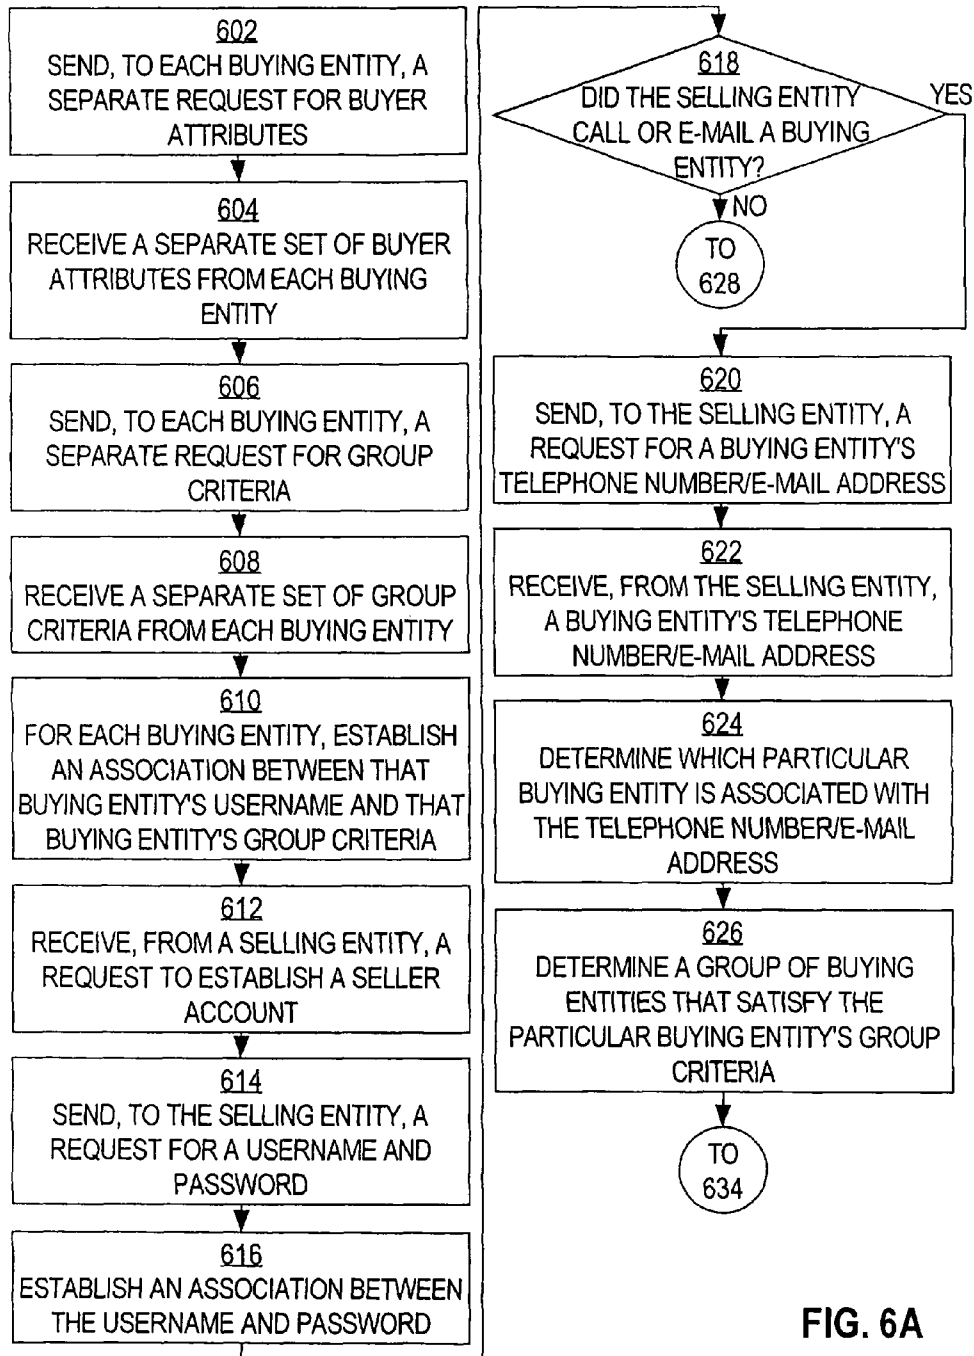 602
SEND, TO EACH BUYING ENTITY, A
SEPARATE REQUEST FOR BUYER
ATTRIBUTES
604
RECEIVE A SEPARATE SET OF BUYER
ATTRIBUTES FROM EACH BUYING
ENTITY
606
SEND, TO EACH BUYING ENTITY, A
SEPARATE REQUEST FOR GROUP
CRITERIA
608
RECEIVE A SEPARATE SET OF GROUP
CRITERIA FROM EACH BUYING ENTITY
610
FOR EACH BUYING ENTITY, ESTABLISH
AN ASSOCIATION BETWEEN THAT
BUYING ENTITY'S USERNAME AND THAT
BUYING ENTITY'S GROUP CRITERIA
612
RECEIVE, FROM A SELLING ENTITY, A
REQUEST TO ESTABLISH A SELLER
ACCOUNT
614
SEND, TO THE SELLING ENTITY, A
REQUEST FOR A USERNAME AND
PASSWORD
616
ESTABLISH AN ASSOCIATION BETWEEN
THE USERNAME AND PASSWORD
618
DID THE SELLING ENTITY
CALL OR E-MAIL A BUYING
ENTITY?
YES
NO
TO
628
620
SEND, TO THE SELLING ENTITY, A
REQUEST FOR A BUYING ENTITY'S
TELEPHONE NUMBER/E-MAIL ADDRESS
622
RECEIVE, FROM THE SELLING ENTITY,
A BUYING ENTITY'S TELEPHONE
NUMBER/E-MAIL ADDRESS
624
DETERMINE WHICH PARTICULAR
BUYING ENTITY IS ASSOCIATED WITH
THE TELEPHONE NUMBER/E-MAIL
ADDRESS
626
DETERMINE A GROUP OF BUYING
ENTITIES THAT SATISFY THE
PARTICULAR BUYING ENTITY'S GROUP
CRITERIA
TO
634
FIG. 6A